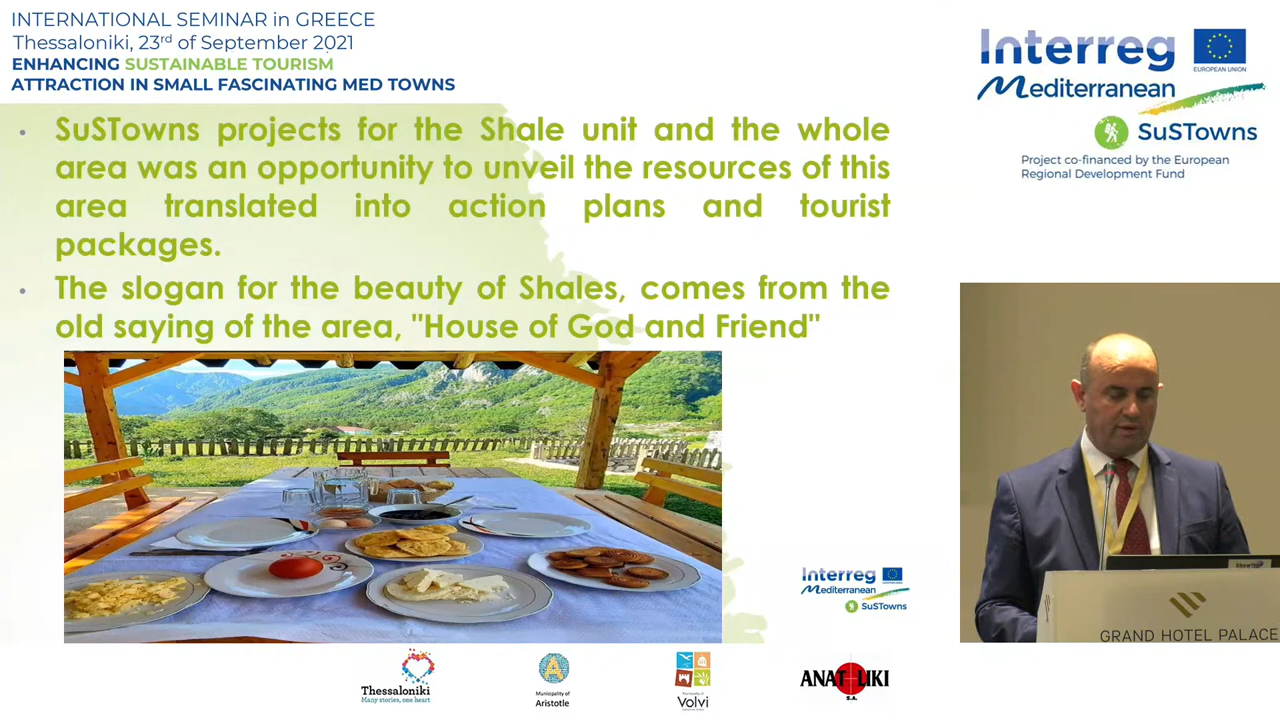 INTERNATIONAL SEMINAR in GREECE
Thessaloniki, 23rd of September 2021
ENHANCING SUSTAINABLE TOURISM
ATTRACTION IN SMALL FASCINATING MED TOWNS
Interreg
EUROPEAN UNION
Mediterranean
SuSTowns
Project co-financed by the European
Regional Development Fund
• SuSTowns projects for the Shale unit and the whole
area was an opportunity to unveil the resources of this
area translated into action plans and tourist
packages.
• The slogan for the beauty of Shales, comes from the
old saying of the area, "House of God and Friend"
Interreg
Mediterranean
SuSTowns
GRAND HOTEL PALACE
Thessaloniki
Many stories, one heart
Municipality of
Aristotle
Volvi
ANATOLIKI
S.A.